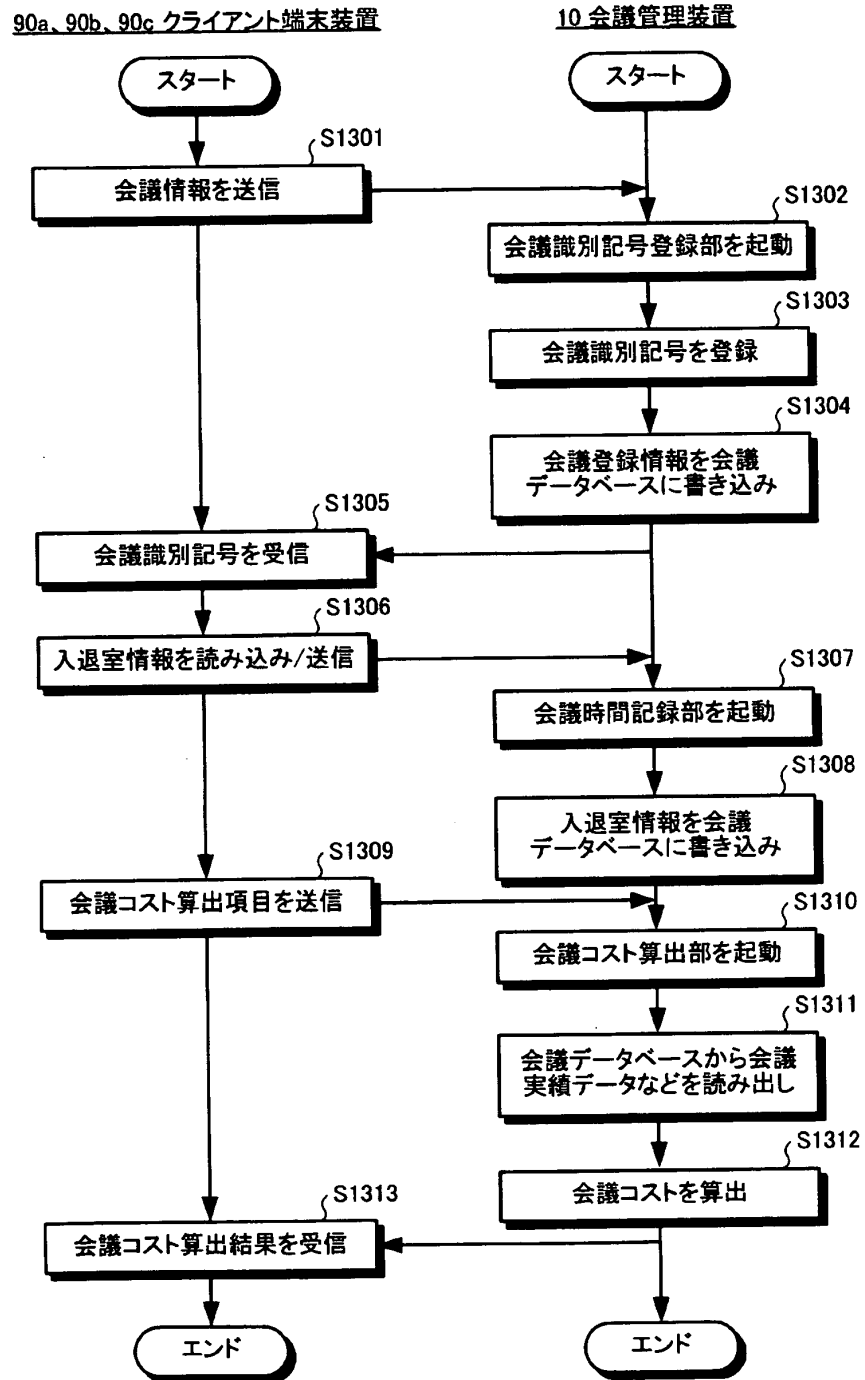 90a、90b、90c クライアント端末装置
10 会議管理装置
スタート
スタート
S1301
会議情報を送信
S1302
会議識別記号登録部を起動
S1303
会議識別記号を登録
S1304
会議登録情報を会議
データベースに書き込み
S1305
会議識別記号を受信
S1306
入退室情報を読み込み/送信
S1307
会議時間記録部を起動
S1308
入退室情報を会議
データベースに書き込み
S1309
会議コスト算出項目を送信
S1310
会議コスト算出部を起動
S1311
会議データベースから会議
実績データなどを読み出し
S1312
会議コストを算出
S1313
会議コスト算出結果を受信
エンド
エンド